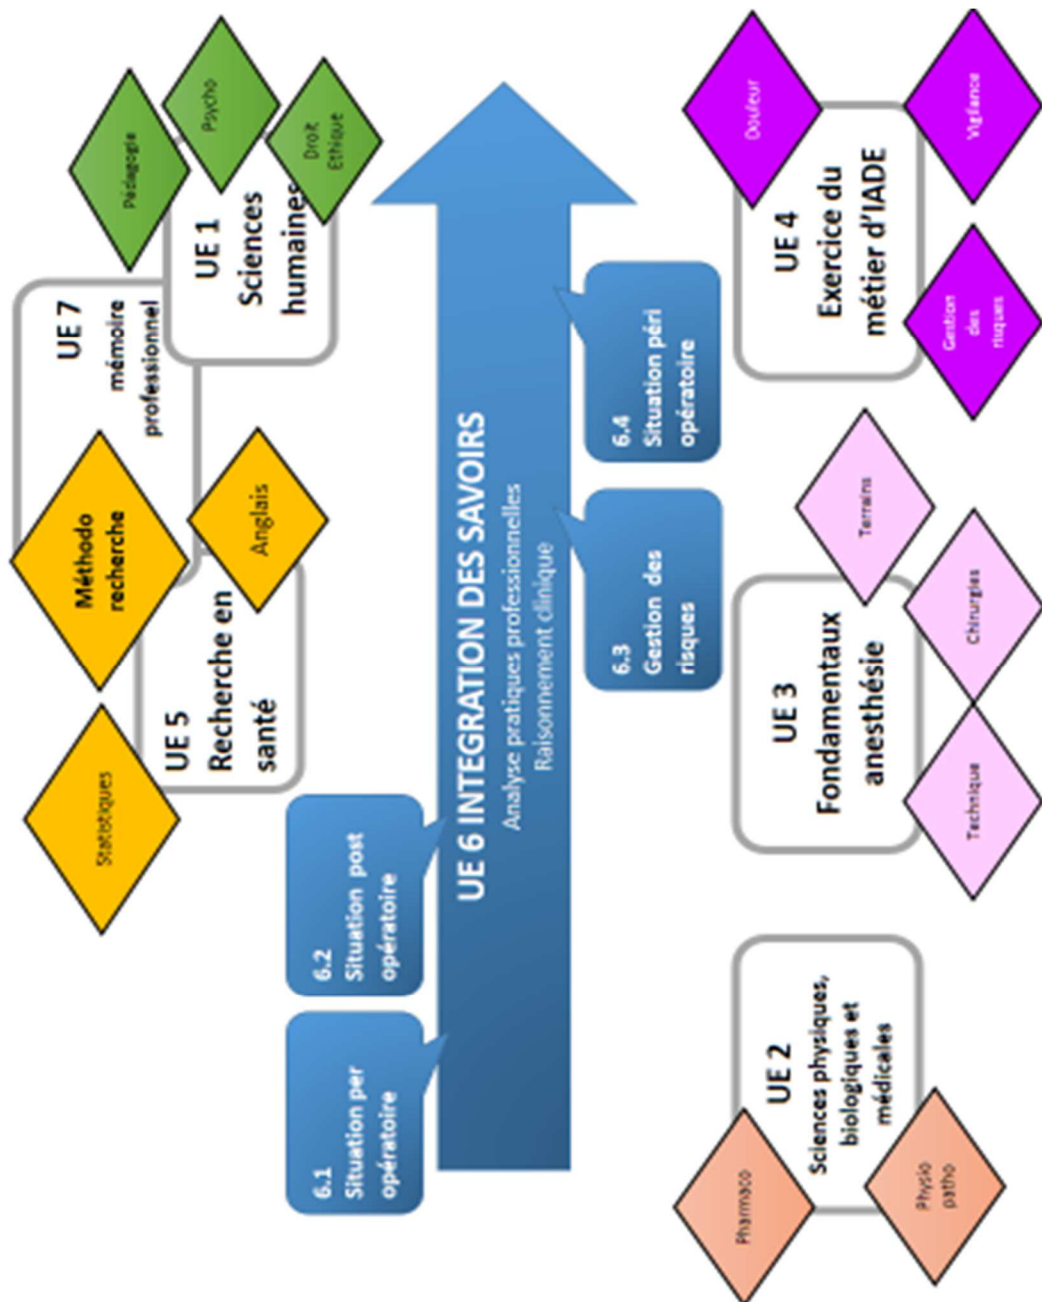 Statistiques
Méthodo
recherche
Anglais
UE 5
Recherche en
santé
UE 7
mémoire
professionnel
Pédagogie
Psycho
Droit
Ethique
UE 1
Sciences
humaines
6.1
Situation per
opératoire
6.2
Situation post
opératoire
UE 6 INTEGRATION DES SAVOIRS
Analyse pratiques professionnelles
Raisonnement clinique
6.3
Gestion des
risques
6.4
Situation péri
opératoire
Pharmaco
UE 2
Sciences physiques,
biologiques et
médicales
Physio
patho
UE 3
Fondamentaux
anesthésie
Terrains
Technique
Chirurgies
Douleur
UE 4
Exercice du
métier d'IADE
Gestion
des
risques
Vigilance